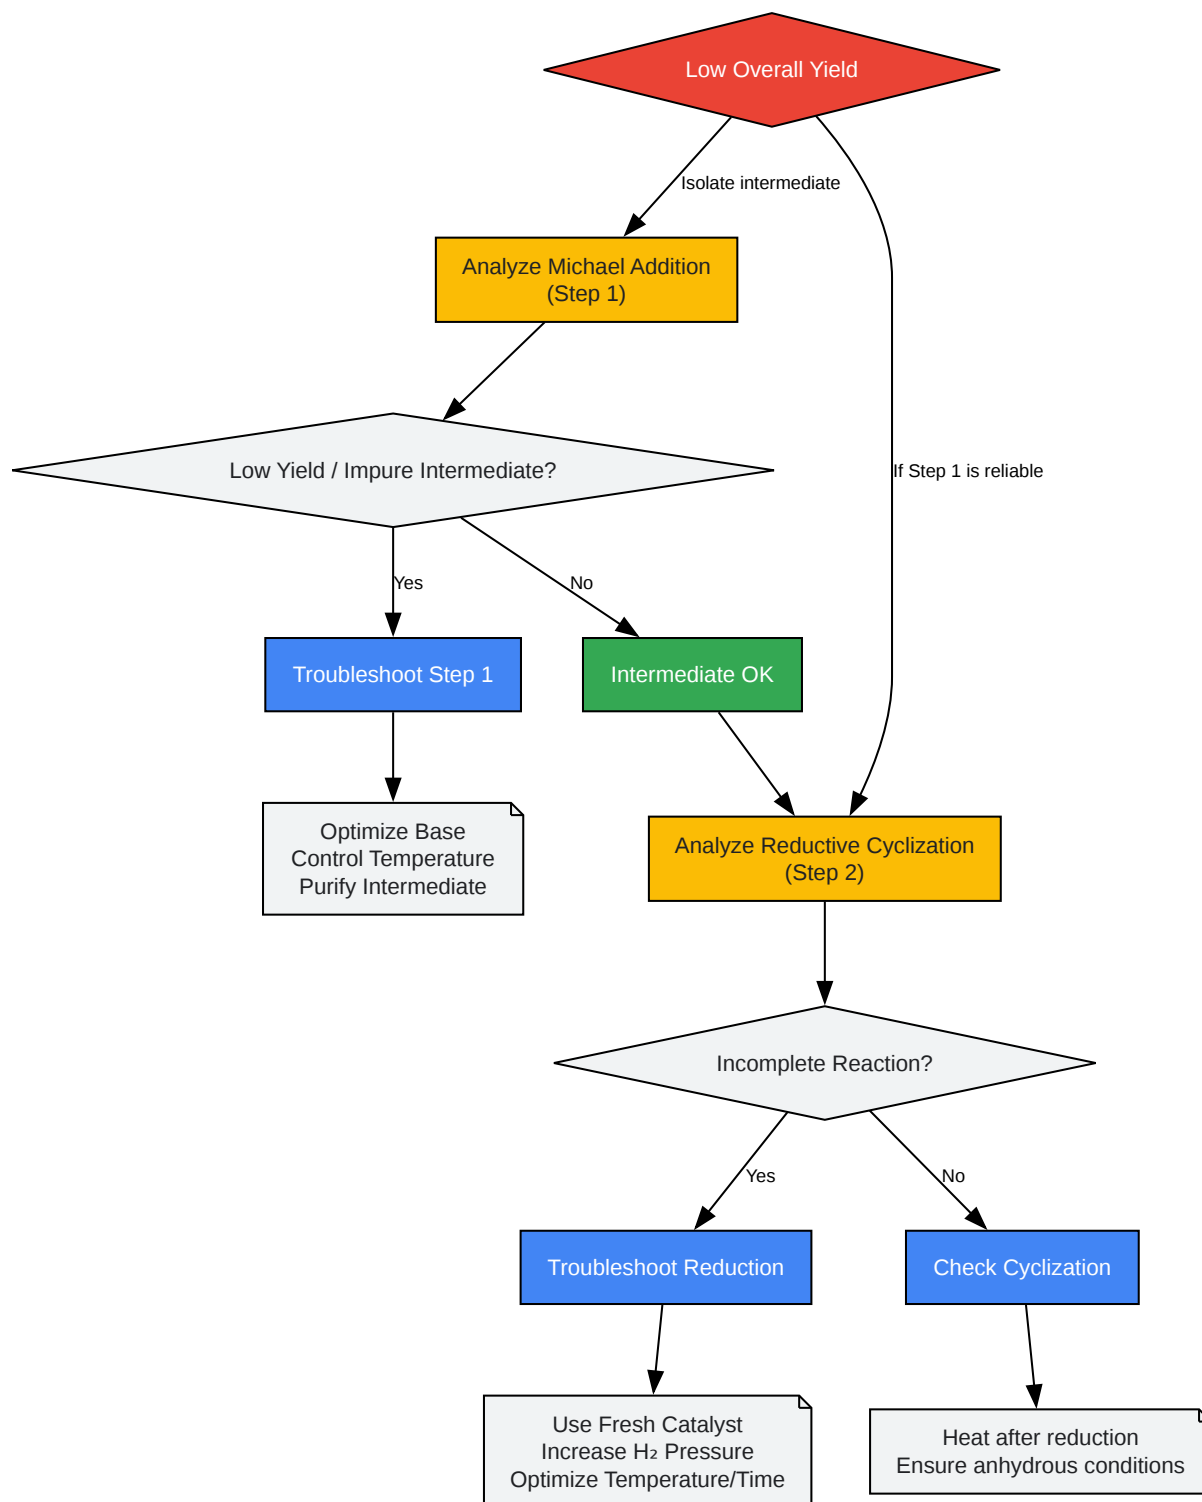 Low Overall Yield
Isolate intermediate
Analyze Michael Addition
(Step 1)
Low Yield / Impure Intermediate?
If Step 1 is reliable
Yes
No
Troubleshoot Step 1
Intermediate OK
Optimize Base
Control Temperature
Purify Intermediate
Analyze Reductive Cyclization
(Step 2)
Incomplete Reaction?
Yes
No
Troubleshoot Reduction
Check Cyclization
Use Fresh Catalyst
Increase H₂ Pressure
Optimize Temperature/Time
Heat after reduction
Ensure anhydrous conditions